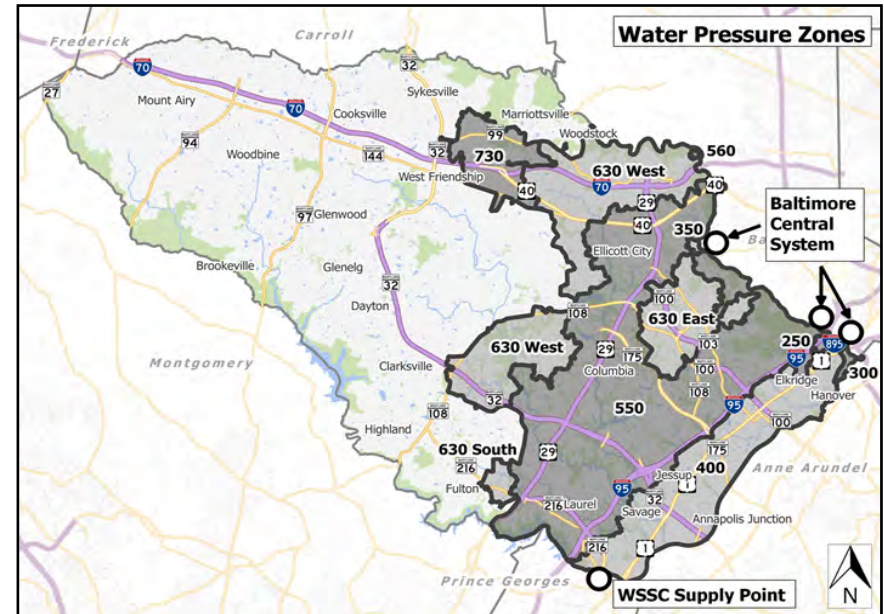 Water Pressure Zones
Frederick
Carroll
27
70
Mount Airy
32
Sykesville
Cooksville
70
94
Woodbine
144
32
West Friendship
99
730
Marriottsville
Woodstock
560
630 West
70
40
29
40
40
350
Ellicott City
Baltimore
Central
System
Ba
97
Glenwood
Brookeville
Glenelg
32
Dayton
108
100
630 East
630 West
29
175
103
250
895
95
1
300
Elkridge
Hanover
Columbia
100
108
Clarksville
32
550
95
100
Montgomery
108
Highland
630 South
29
175
400
Anne Arundel
216
Fulton
Jessup
1
95
32
216
Laurel
Savage
Annapolis Junction
216
1
Prince Georges
WSSC Supply Point
N